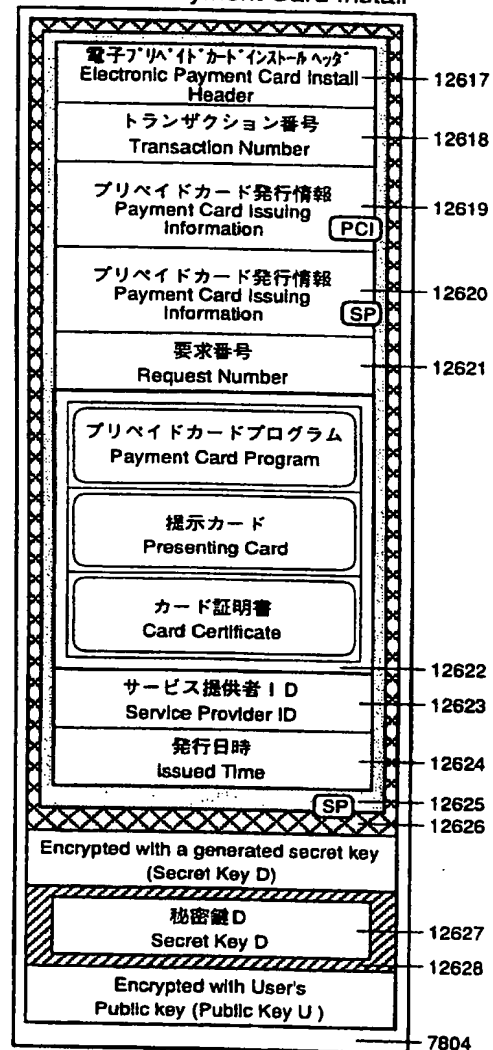 Payment Card Install
電子プリペイドカードインストールヘッダ
Electronic Payment Card Install
Header
12617
トランザクション番号
Transaction Number
12618
プリペイドカード発行情報
Payment Card Issuing
Information
PCI
12619
プリペイドカード発行情報
Payment Card Issuing
Information
SP
12620
要求番号
Request Number
12621
プリペイドカードプログラム
Payment Card Program
提示カード
Presenting Card
カード証明書
Card Certificate
12622
サービス提供者ID
Service Provider ID
12623
発行日時
Issued Time
12624
SP
12625
12626
Encrypted with a generated secret key
(Secret Key D)
秘密鍵D
Secret Key D
12627
12628
Encrypted with User's
Public key (Public Key U )
7804